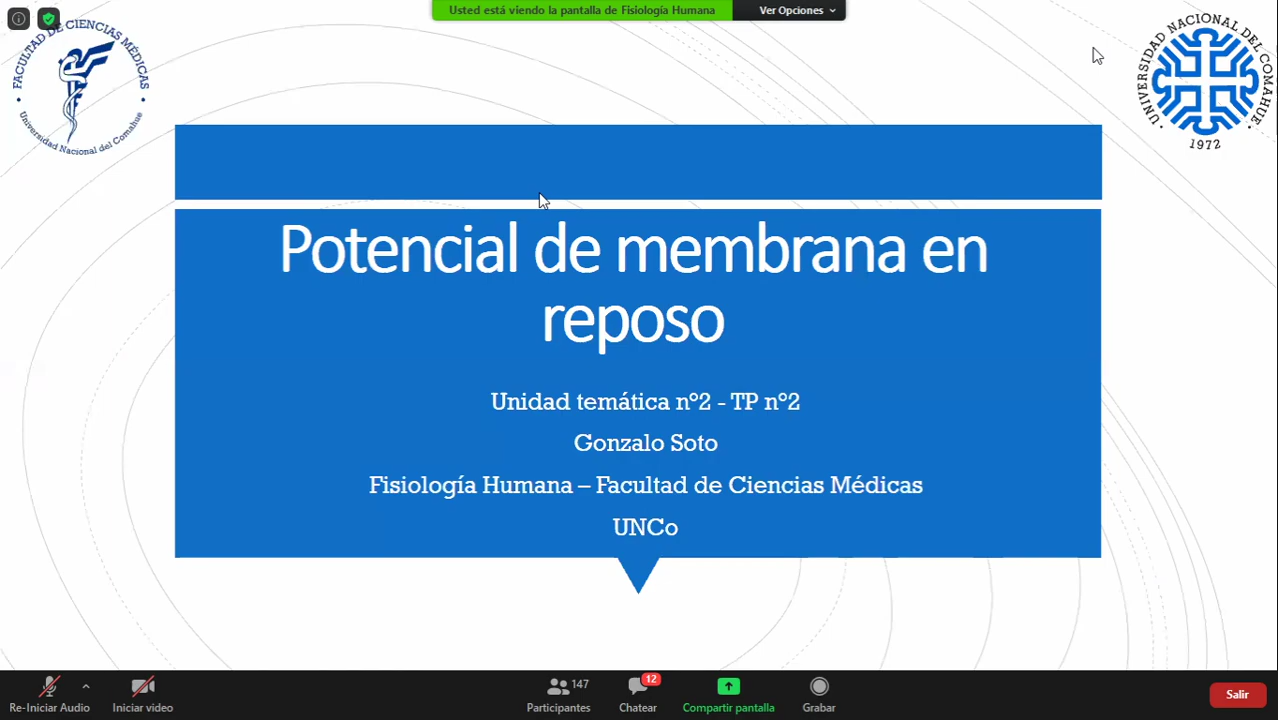 Usted está viendo la pantalla de Fisiología Humana
Ver Opciones
FACULTAD DE CIENCIAS MÉDICAS
Universidad Nacional del Comahue
UNIVERSIDAD NACIONAL DEL COMAHUE
1972
Potencial de membrana en
reposo
Unidad temática n°2 - TP n°2
Gonzalo Soto
Fisiología Humana – Facultad de Ciencias Médicas
UNCo
Re-Iniciar Audio
Iniciar video
147
Participantes
12
Chatear
Compartir pantalla
Grabar
Salir